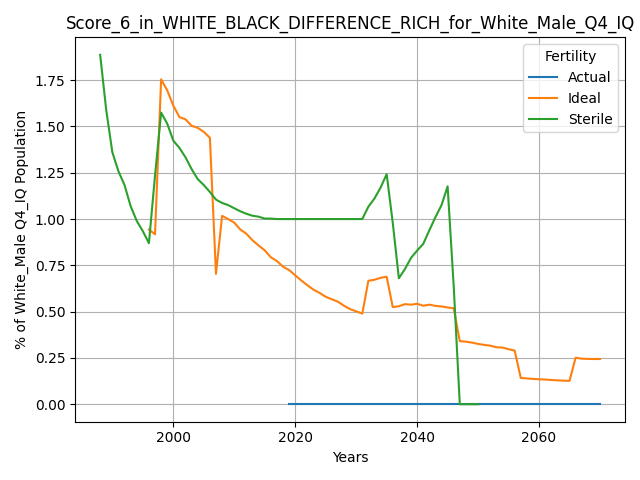 Score_6_in_WHITE_BLACK_DIFFERENCE_RICH_for_White_Male_Q4_IQ
Fertility
Actual
Ideal
Sterile
% of White_Male Q4_IQ Population
1.75
1.50
1.25
1.00
0.75
0.50
0.25
0.00
2000
2020
2040
2060
Years